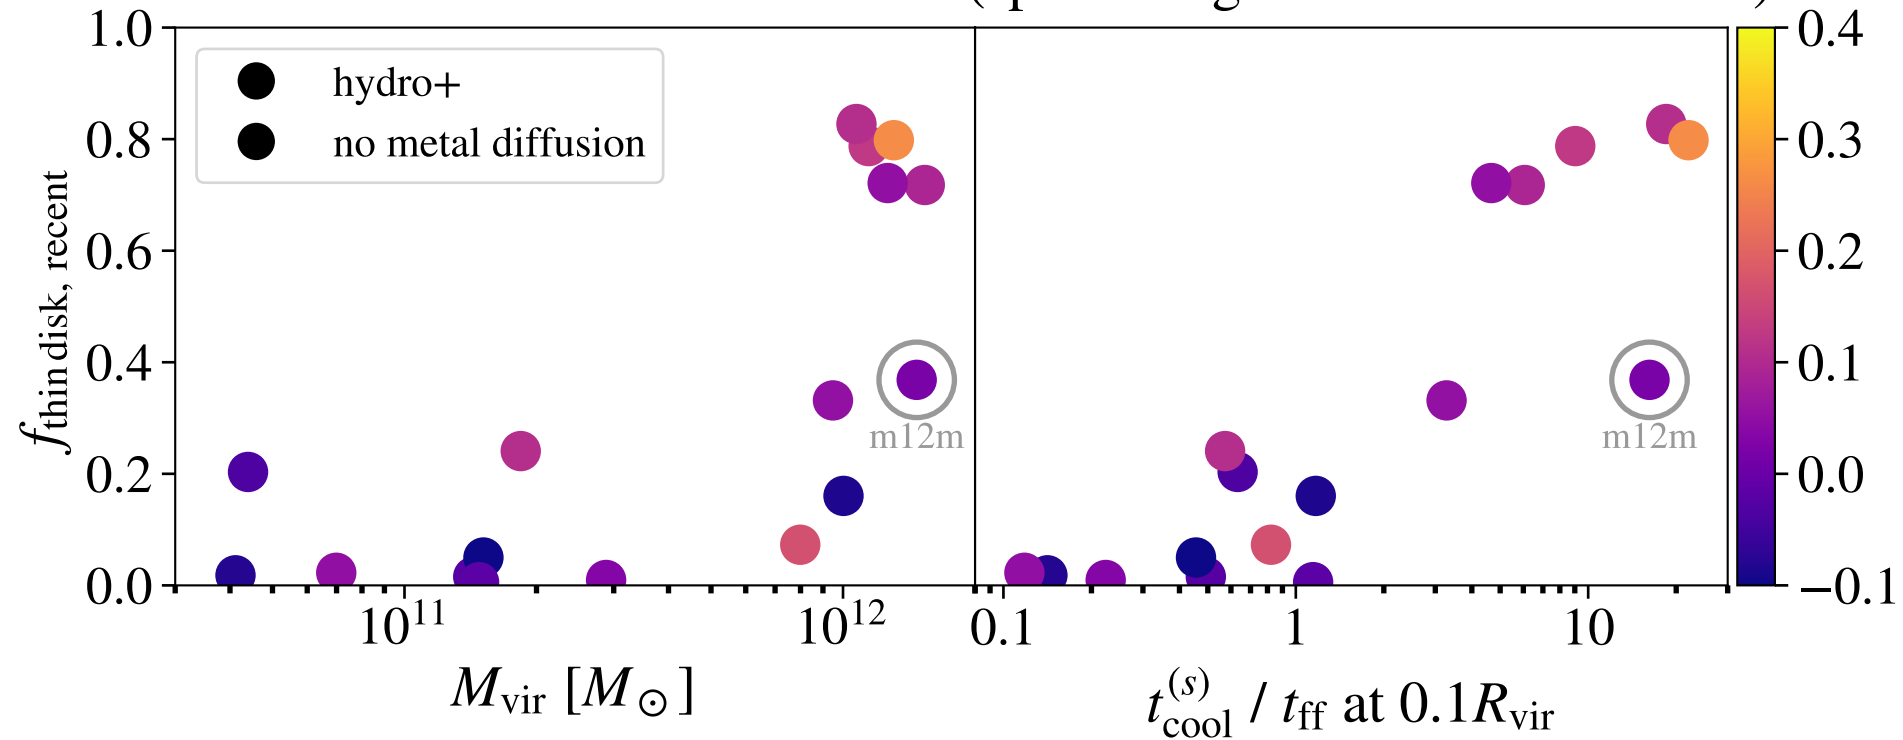 1.0
0.8
0.6
0.4
0.2
0.0
f thin disk, recent
hydro+
no metal diffusion
m12m
10^11
10^12
M_vir [M_⊙]
m12m
0.1
1
10
t_cool^(s) / t_ff at 0.1R_vir
0.4
0.3
0.2
0.1
0.0
−0.1